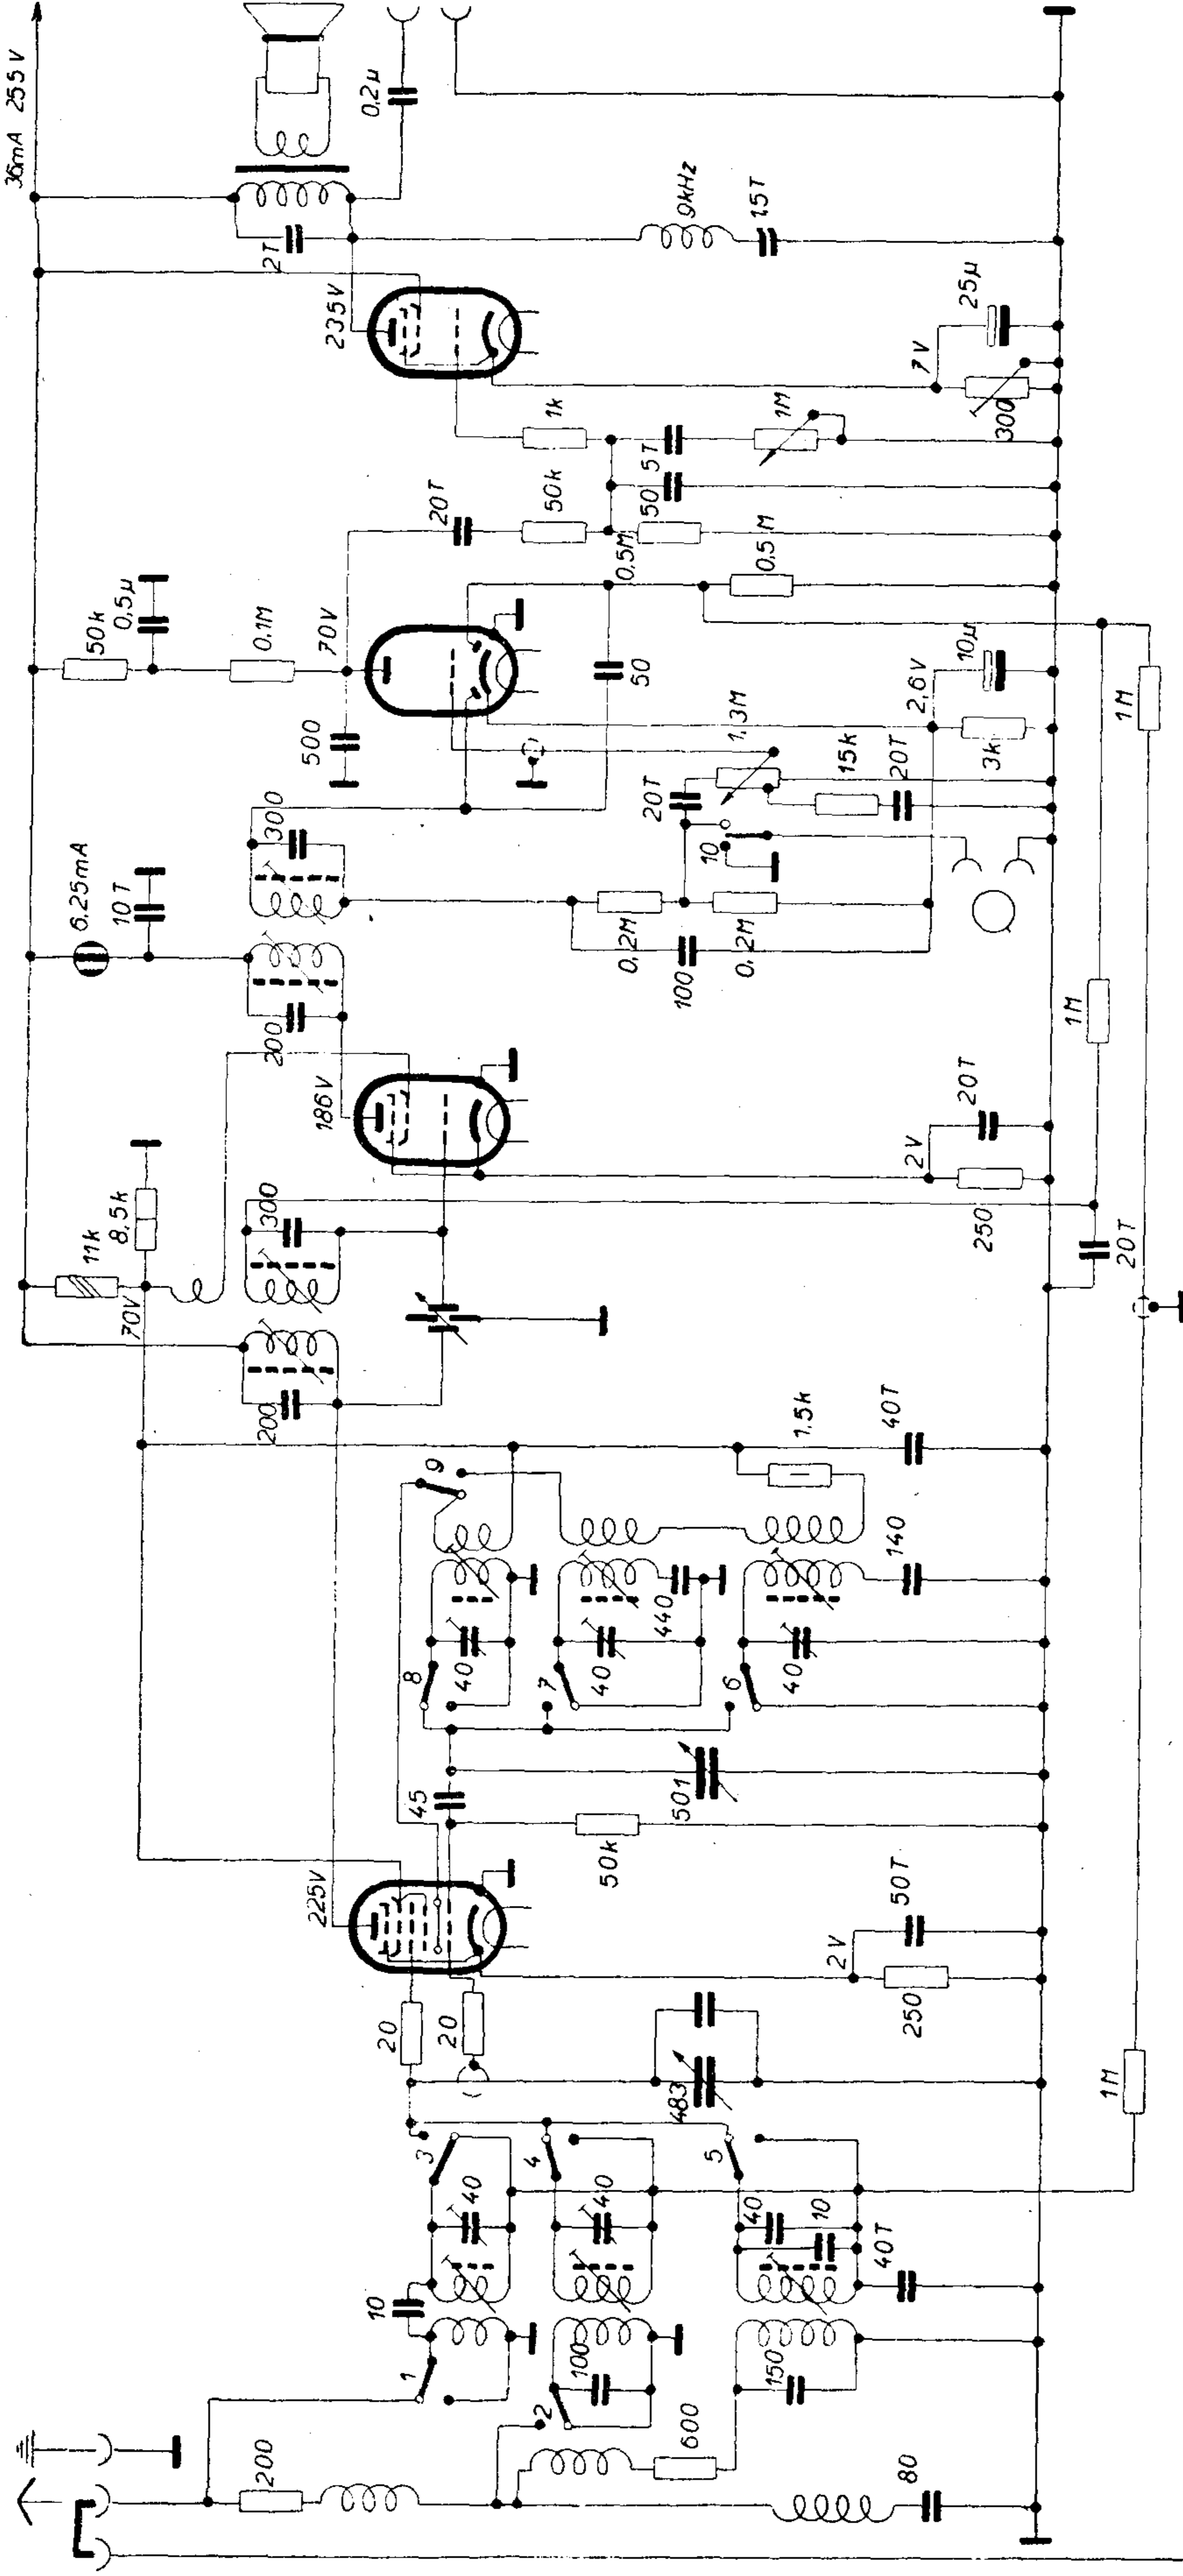 36mA 255V
0,2µ
2T
9kHz
15T
235V
25µ
7V
300
1k
1M
5T
50
50k
20T
0,5M
0,5M
50k
0,5µ
0,1M
70V
500
50
10µ
2,6V
3k
1M
1,3M
15k
20T
20T
10
300
6,25mA
10T
0,2M
0,2M
100
200
186V
1M
20T
2V
250
20T
11k
8,5k
70V
300
200
9
1,5k
40T
140
440
8
40
7
40
6
40
45
501
50k
225V
50T
2V
250
20
20
483
1M
3
40
4
40
5
40
10
40T
10
1
100
2
150
600
200
80